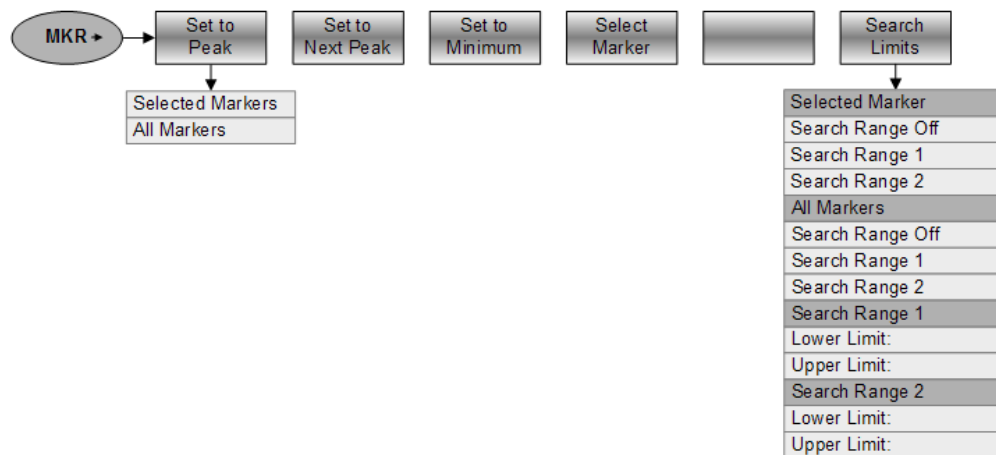 MKR→
Set to
Peak
Set to
Next Peak
Set to
Minimum
Select
Marker
Search
Limits
Selected Markers
All Markers
Selected Marker
Search Range Off
Search Range 1
Search Range 2
All Markers
Search Range Off
Search Range 1
Search Range 2
Search Range 1
Lower Limit:
Upper Limit:
Search Range 2
Lower Limit:
Upper Limit: